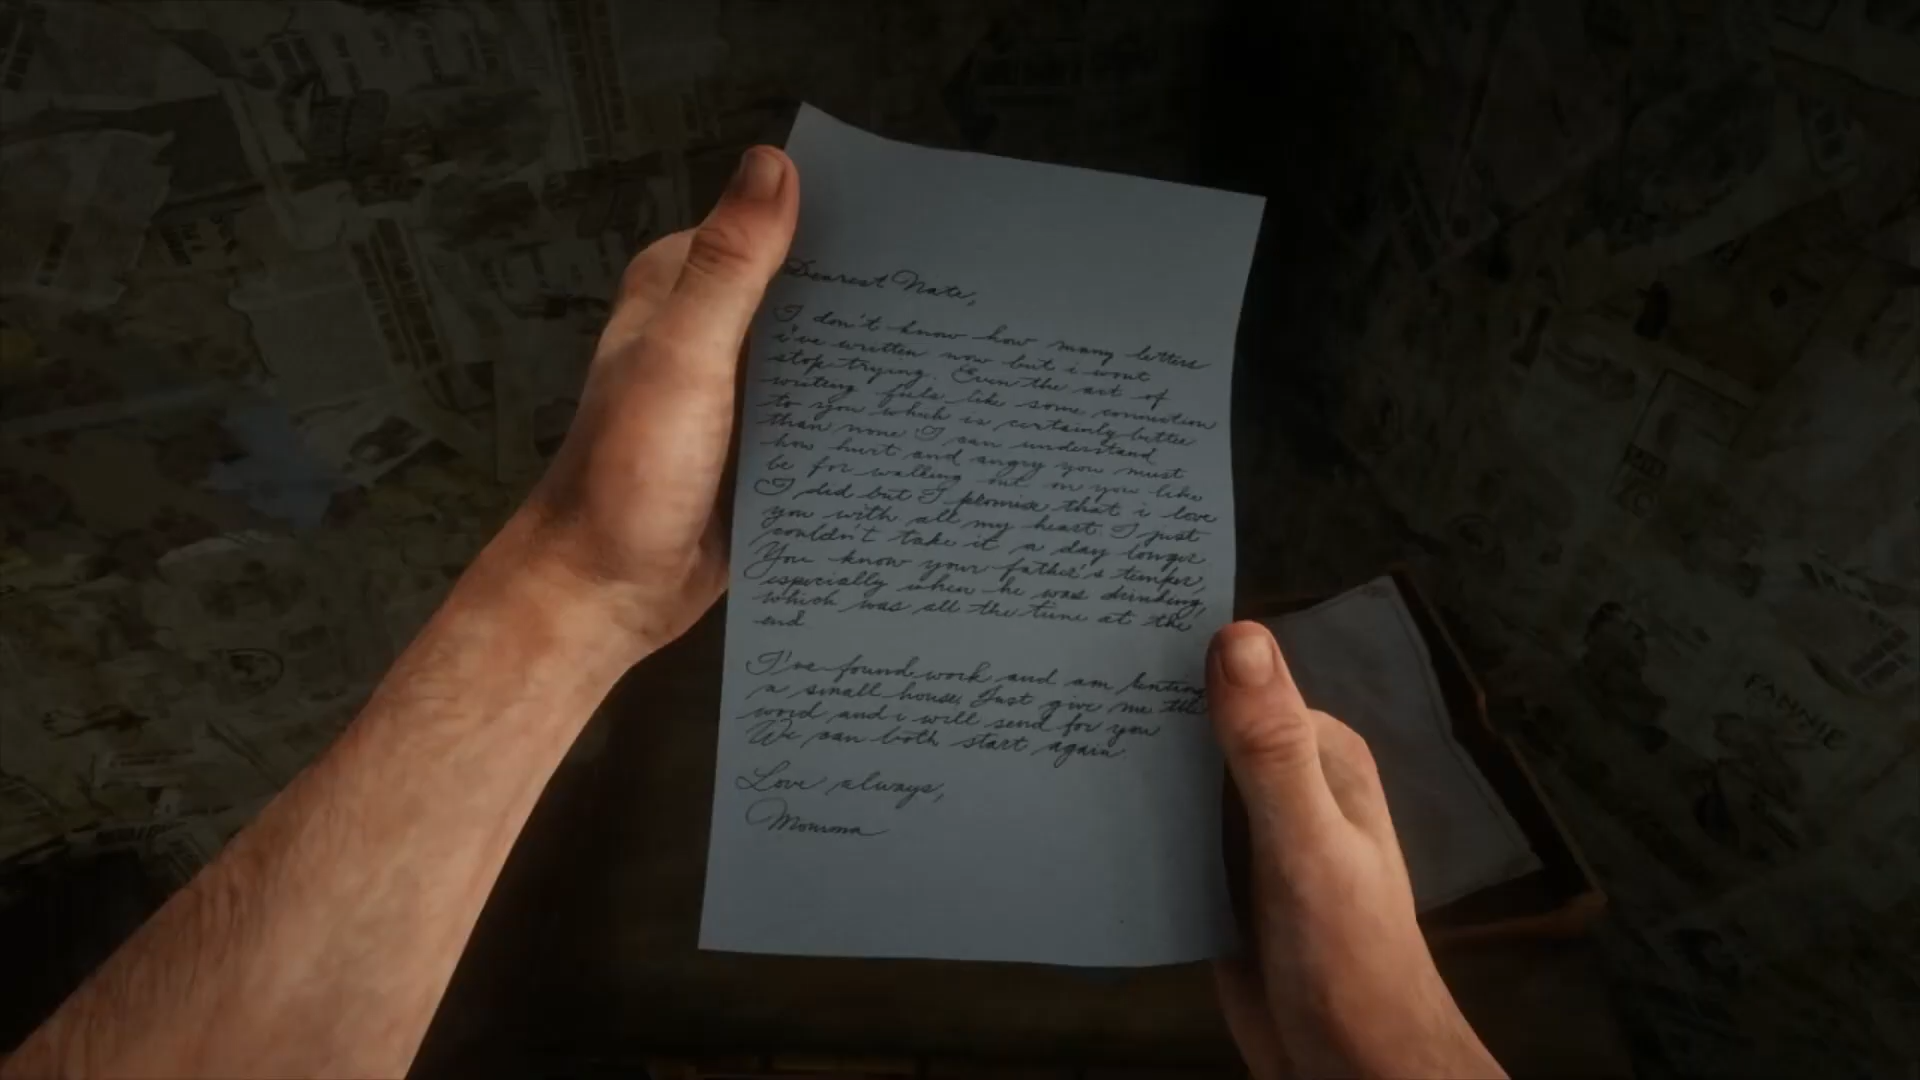 Dearest Nate,
I don't know how many letters
i've written now but i wont
stop trying. Even the act of
writing feels like some connection
to you which is certainly better
than none. I can understand
how hurt and angry you must
be for walking out on you like
I did but I promise that i love
you with all my heart. I just
couldn't take it a day longer
You know your father's temper,
especially when he was drinking,
which was all the time at the
end
I've found work and am renting
a small house. Just give me the
word and i will send for you
We can both start again.
Love always,
Momma
FANNIE